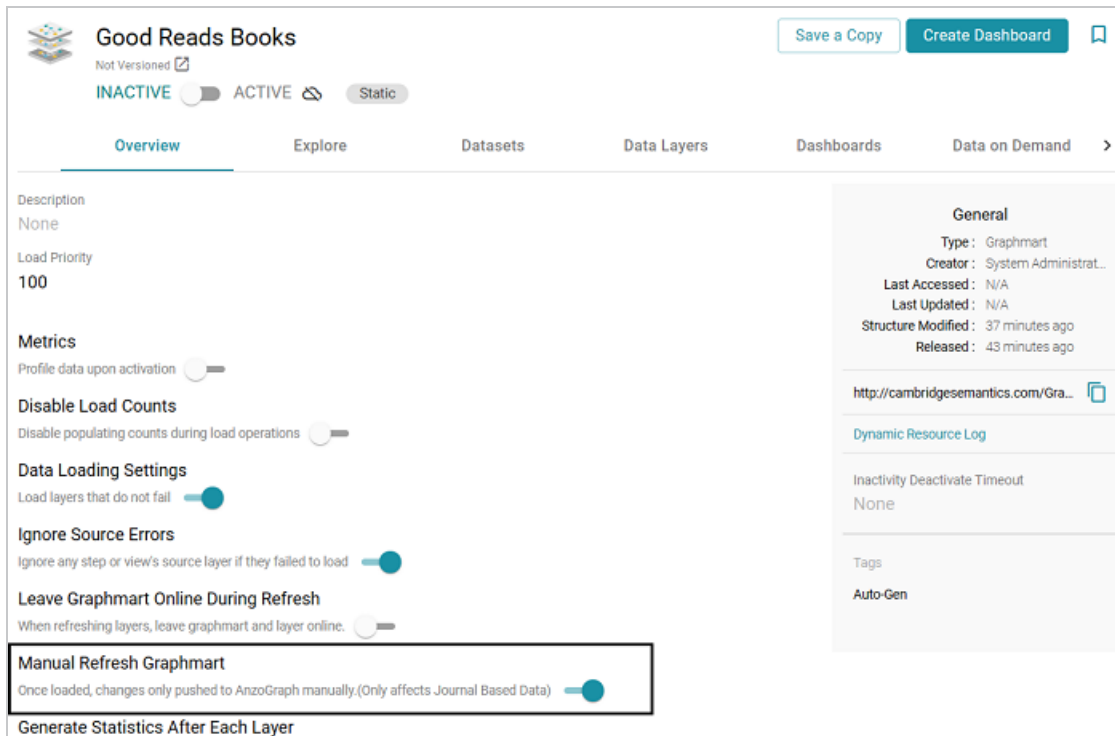 Good Reads Books
Save a Copy
Create Dashboard
Not Versioned
INACTIVE ACTIVE Static
Overview Explore Datasets Data Layers Dashboards Data on Demand
Description
None
Load Priority
100
Metrics
Profile data upon activation
Disable Load Counts
Disable populating counts during load operations
Data Loading Settings
Load layers that do not fail
Ignore Source Errors
Ignore any step or view's source layer if they failed to load
Leave Graphmart Online During Refresh
When refreshing layers, leave graphmart and layer online.
Manual Refresh Graphmart
Once loaded, changes only pushed to AnzoGraph manually.(Only affects Journal Based Data)
Generate Statistics After Each Layer
General
Type : Graphmart
Creator : System Administrat...
Last Accessed : N/A
Last Updated : N/A
Structure Modified : 37 minutes ago
Released : 43 minutes ago
http://cambridgesemantics.com/Gra...
Dynamic Resource Log
Inactivity Deactivate Timeout
None
Tags
Auto-Gen